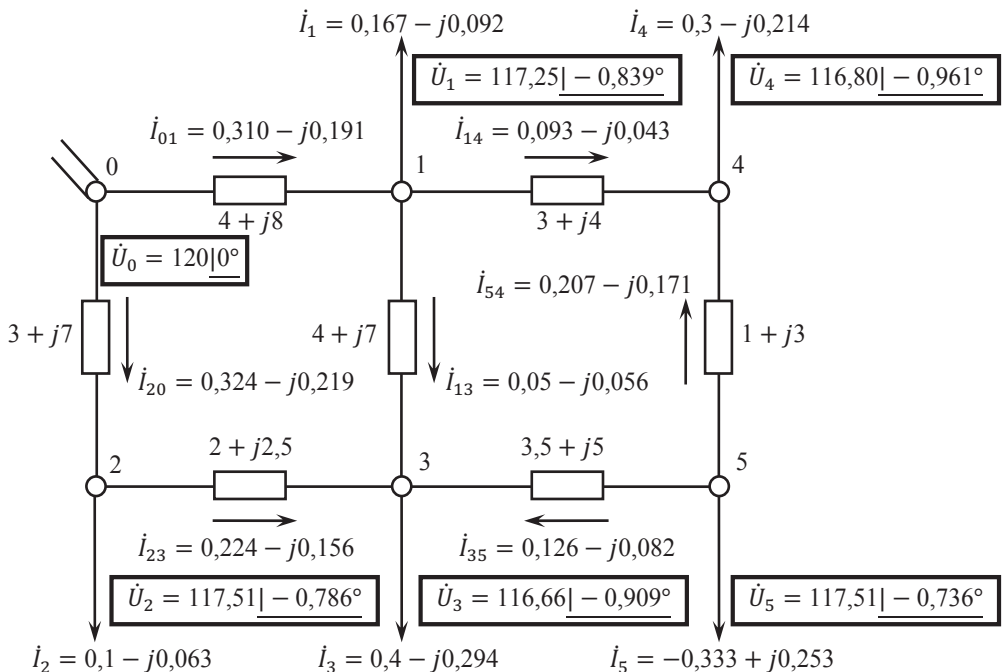 İ₁ = 0,167 − j0,092
İ₄ = 0,3 − j0,214
U̇₁ = 117,25|− 0,839°
U̇₄ = 116,80|− 0,961°
İ₀₁ = 0,310 − j0,191
İ₁₄ = 0,093 − j0,043
0
1
4
4 + j8
3 + j4
U̇₀ = 120|0°
İ₅₄ = 0,207 − j0,171
3 + j7
4 + j7
1 + j3
İ₂₀ = 0,324 − j0,219
İ₁₃ = 0,05 − j0,056
2
2 + j2,5
3
3,5 + j5
5
İ₂₃ = 0,224 − j0,156
İ₃₅ = 0,126 − j0,082
U̇₂ = 117,51|− 0,786°
U̇₃ = 116,66|− 0,909°
U̇₅ = 117,51|− 0,736°
İ₂ = 0,1 − j0,063
İ₃ = 0,4 − j0,294
İ₅ = −0,333 + j0,253